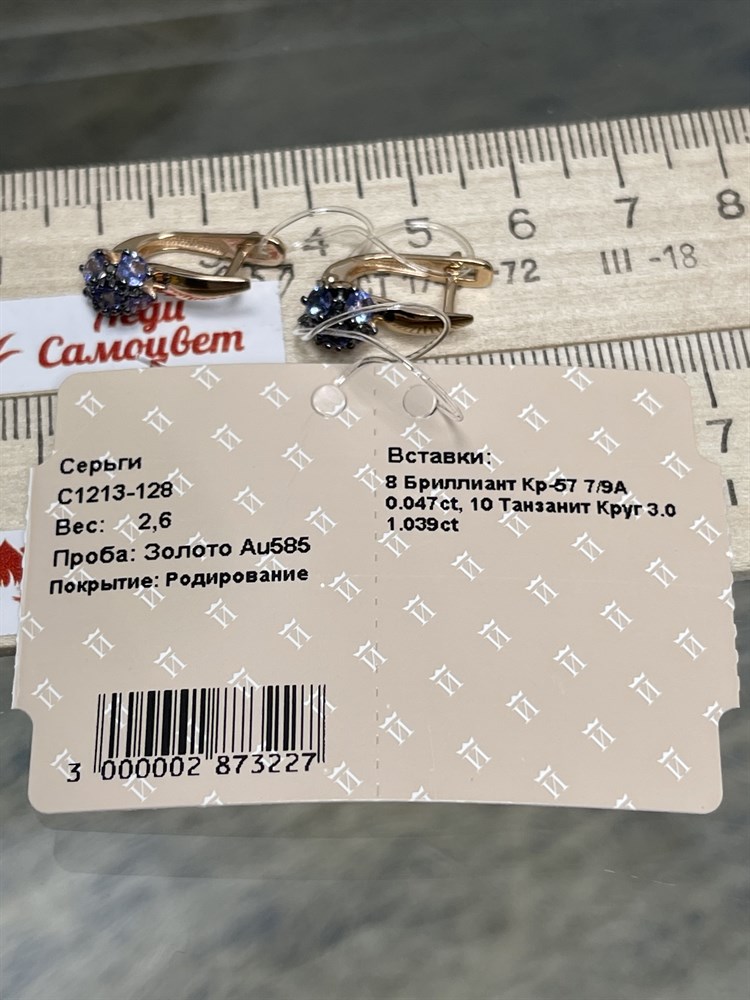 4 5 6 7 8
-72 III -18
Леди
Самоцвет
7
Серьги
С1213-128
Вес: 2,6
Проба: Золото Au585
Покрытие: Родирование
3 000002 873227
Вставки:
8 Бриллиант Кр-57 7/9А
0.047ct, 10 Танзанит Круг 3.0
1.039ct